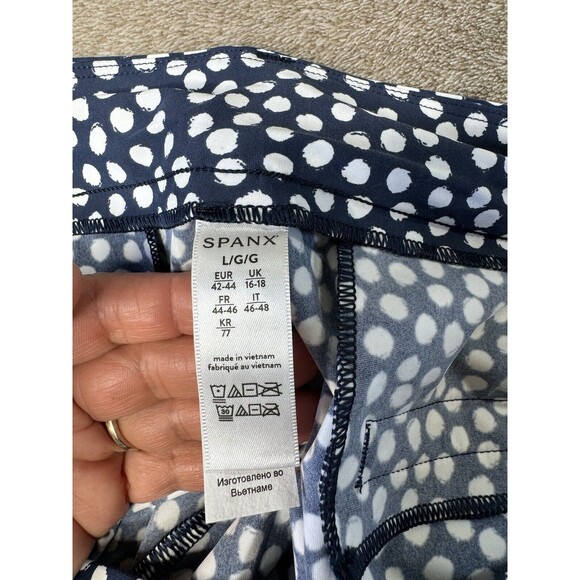 SPANX
L/G/G
EUR UK
42-44 16-18
FR IT
44-46 46-48
KR
77
made in vietnam
fabriqué au vietnam
30
Изготовлено во
Вьетнаме